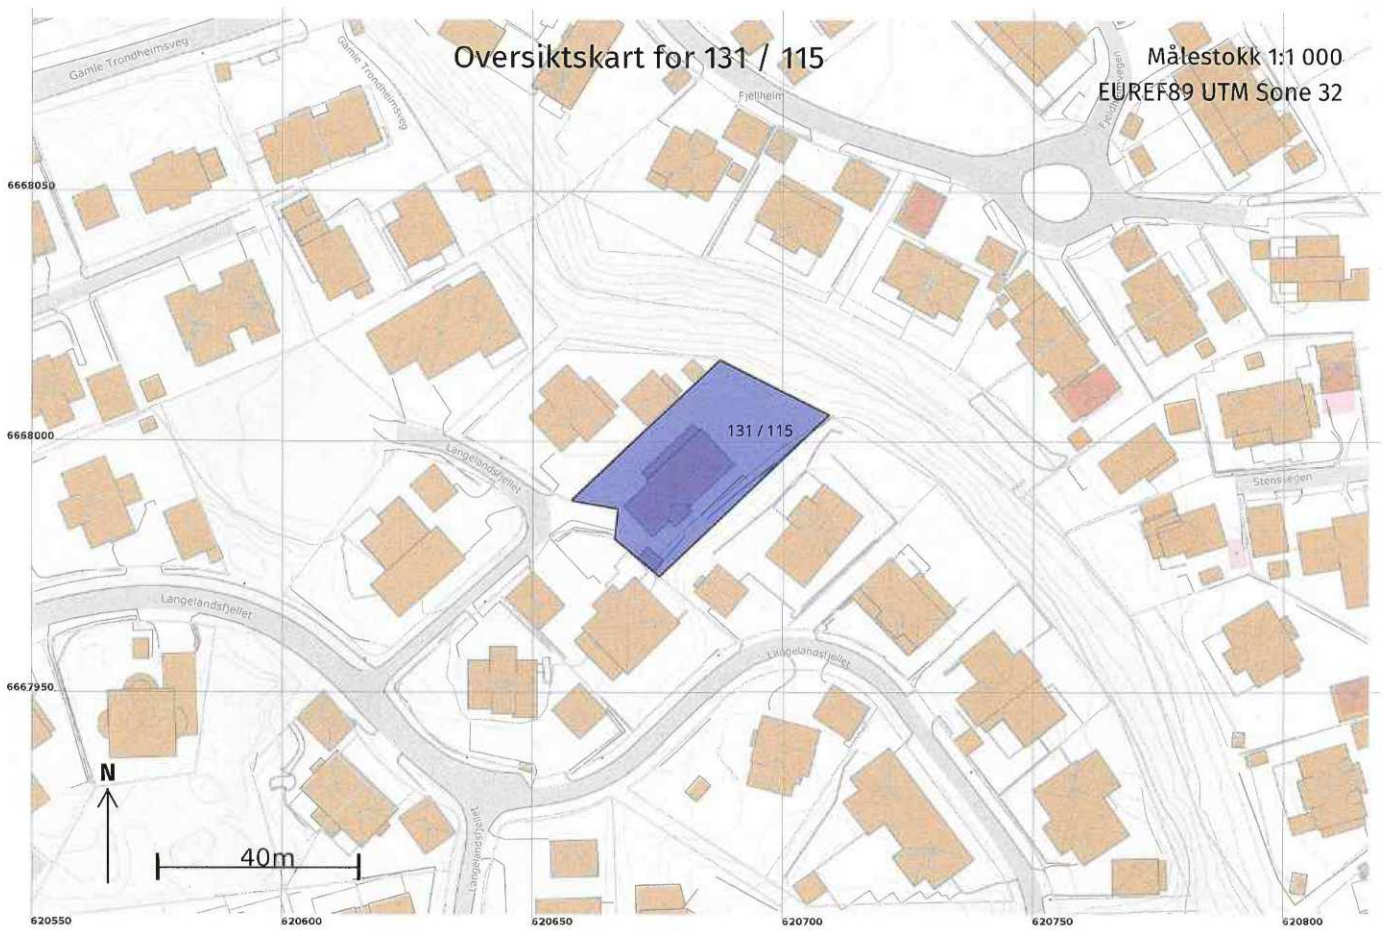 Oversiktskart for 131 / 115
Målestokk 1:1 000
EUREF89 UTM Sone 32
Gamle Trondheimsveg
Gamle Trondheimsveg
Fjellheim
6668050
131 / 115
6668000
Langelandsfjellet
Langelandsfjellet
Langelandsfjellet
6667950
N
40m
Langelandsfjellet
620550
620600
620650
620700
620750
620800